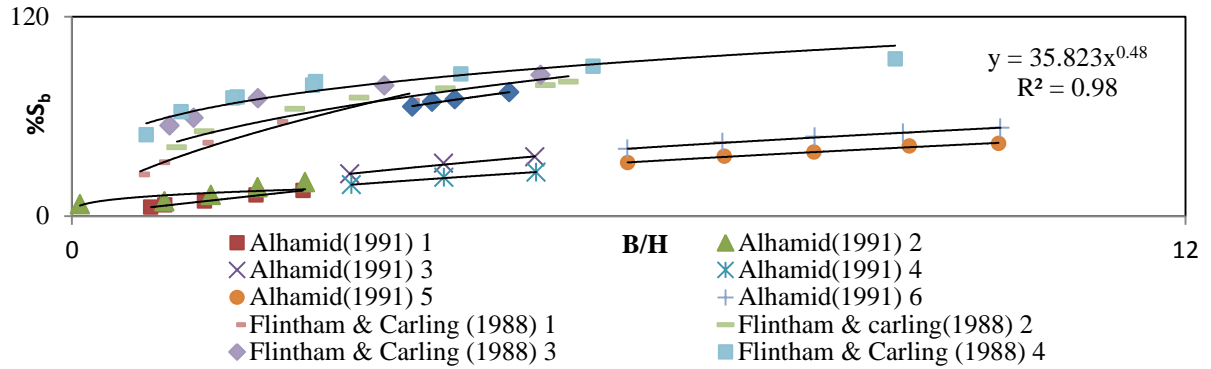 120
y = 35.823x^0.48
R² = 0.98
%Sb
0
0
B/H
12
Alhamid(1991) 1
Alhamid(1991) 2
Alhamid(1991) 3
Alhamid(1991) 4
Alhamid(1991) 5
Alhamid(1991) 6
Flintham & Carling (1988) 1
Flintham & carling(1988) 2
Flintham & Carling (1988) 3
Flintham & Carling (1988) 4